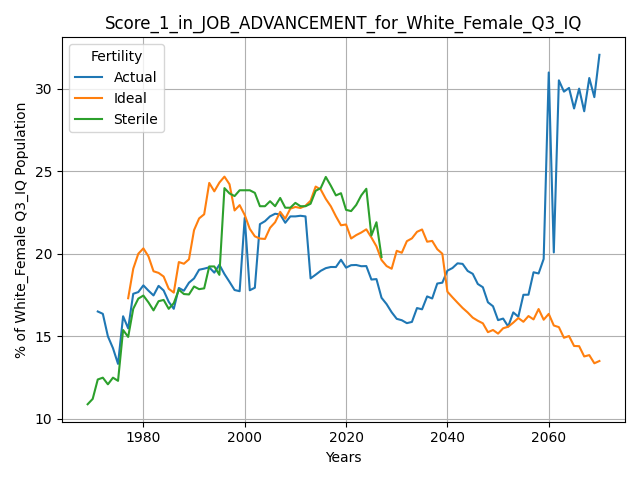 Score_1_in_JOB_ADVANCEMENT_for_White_Female_Q3_IQ
Fertility
Actual
Ideal
Sterile
% of White_Female Q3_IQ Population
30
25
20
15
10
1980
2000
2020
2040
2060
Years